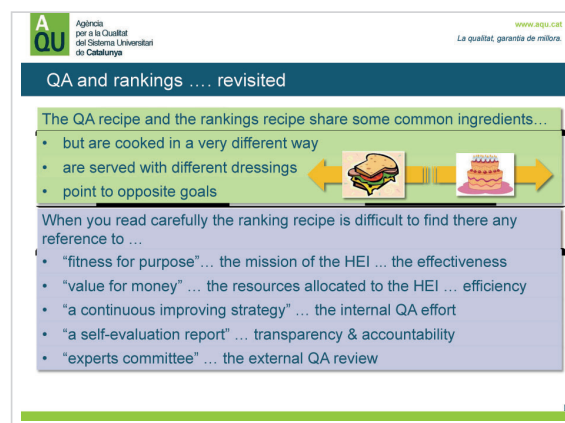 AQU
Agència
per a la Qualitat
del Sistema Universitari
de Catalunya
www.aqu.cat
La qualitat, garantia de millora.
QA and rankings …. revisited
The QA recipe and the rankings recipe share some common ingredients…
• but are cooked in a very different way
• are served with different dressings
• point to opposite goals
When you read carefully the ranking recipe is difficult to find there any
reference to …
• “fitness for purpose”… the mission of the HEI ... the effectiveness
• “value for money” … the resources allocated to the HEI … efficiency
• “a continuous improving strategy” … the internal QA effort
• “a self-evaluation report” … transparency & accountability
• “experts committee” … the external QA review